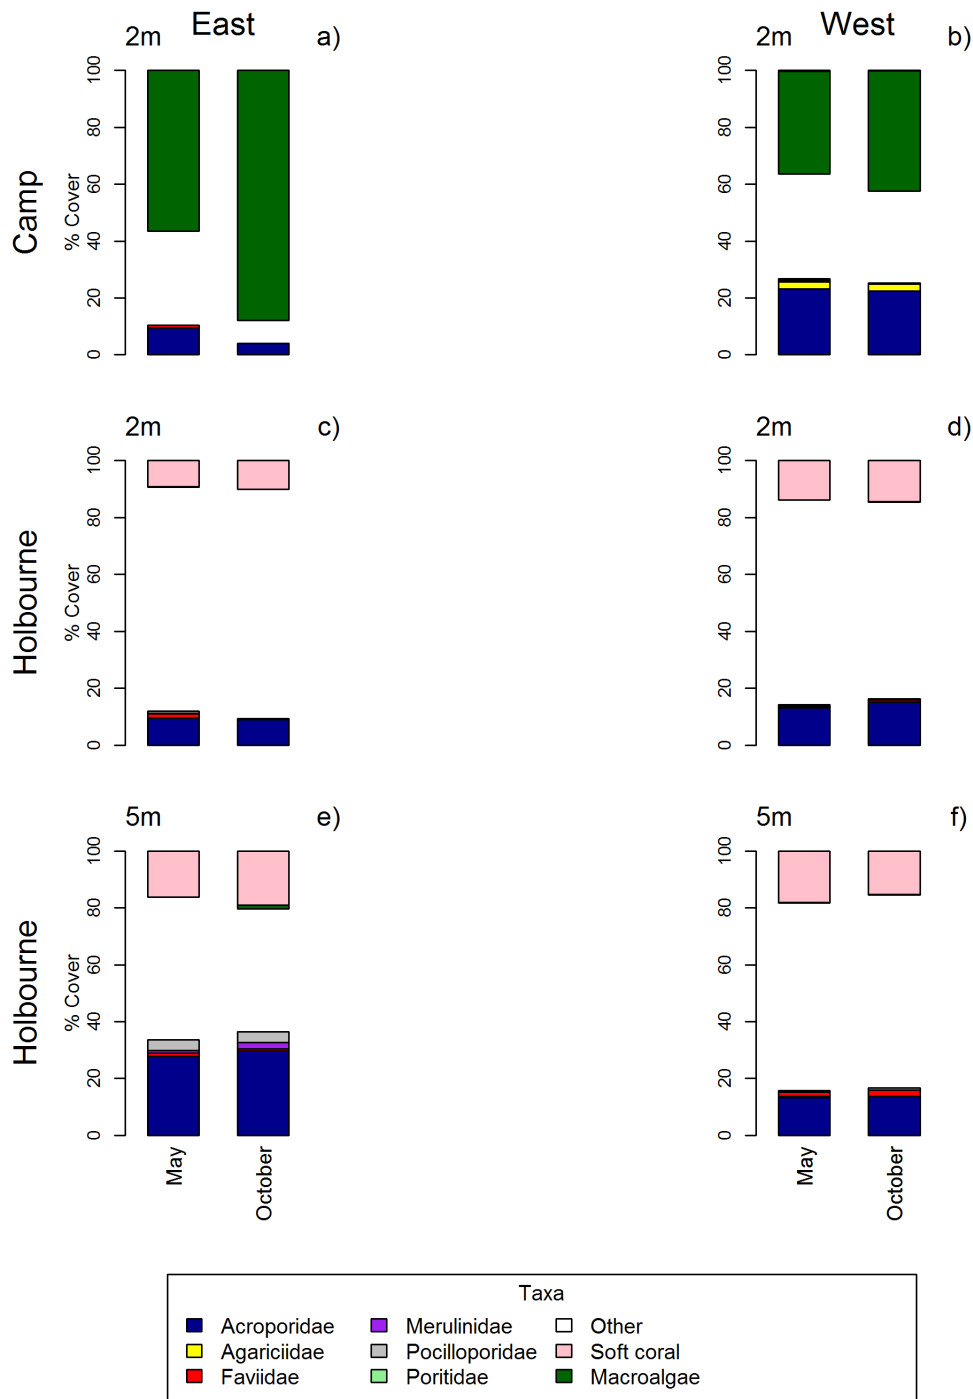 East
West
2m
a)
2m
b)
Camp
% Cover
0
20
40
60
80
100
0
20
40
60
80
100
2m
c)
2m
d)
Holbourne
% Cover
0
20
40
60
80
100
0
20
40
60
80
100
5m
e)
5m
f)
Holbourne
% Cover
0
20
40
60
80
100
0
20
40
60
80
100
May
October
May
October
Taxa
Acroporidae
Merulinidae
Other
Agariciidae
Pocilloporidae
Soft coral
Faviidae
Poritidae
Macroalgae